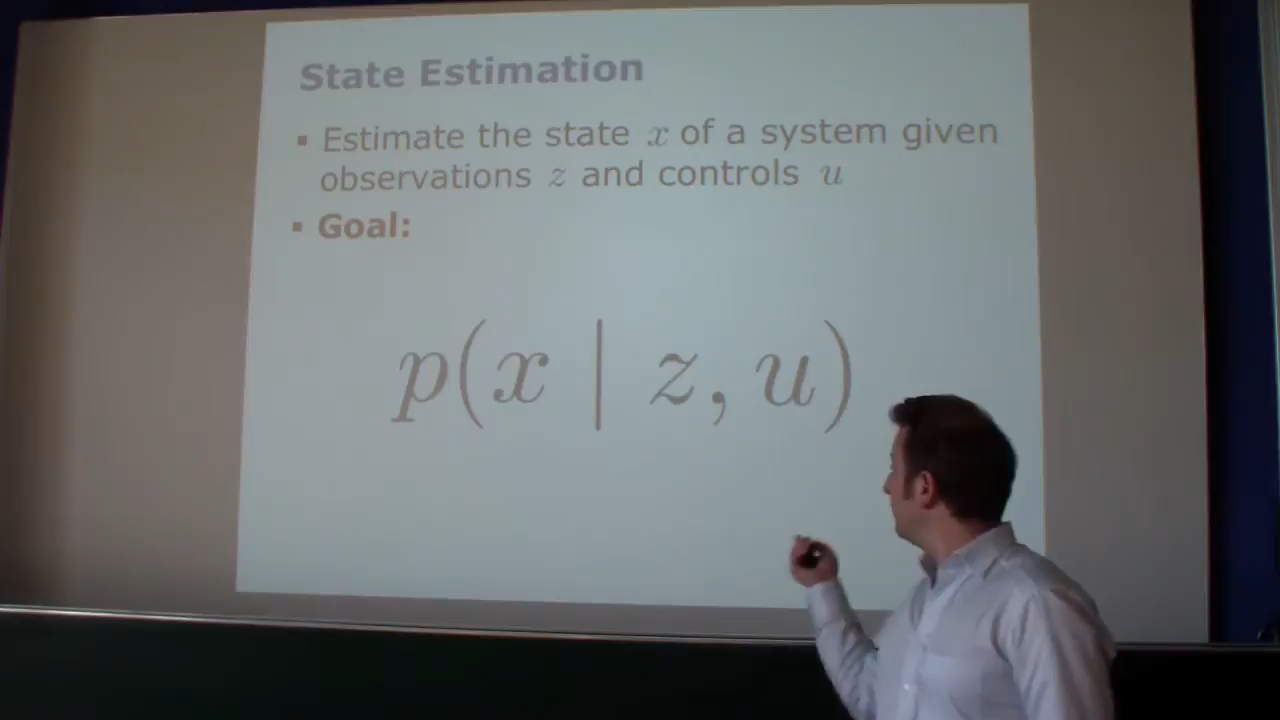 State Estimation
▪ Estimate the state x of a system given
observations z and controls u
▪ Goal:
p(x | z, u)